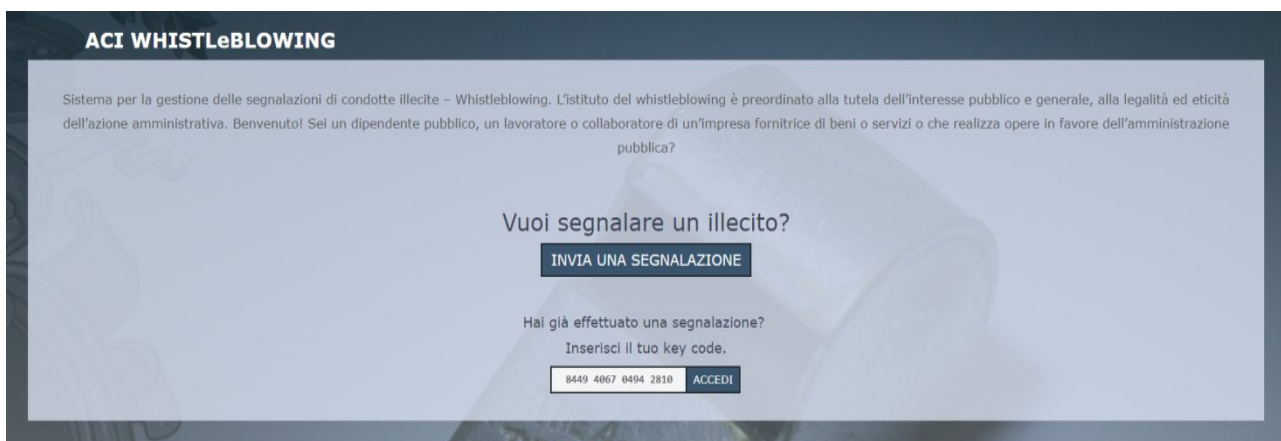 ACI WHISTLeBLOWING
Sistema per la gestione delle segnalazioni di condotte illecite – Whistleblowing. L'istituto del whistleblowing è preordinato alla tutela dell'interesse pubblico e generale, alla legalità ed eticità
dell'azione amministrativa. Benvenuto! Sei un dipendente pubblico, un lavoratore o collaboratore di un'impresa fornitrice di beni o servizi o che realizza opere in favore dell'amministrazione
pubblica?
Vuoi segnalare un illecito?
INVIA UNA SEGNALAZIONE
Hai già effettuato una segnalazione?
Inserisci il tuo key code.
8449 4067 0494 2810 ACCEDI